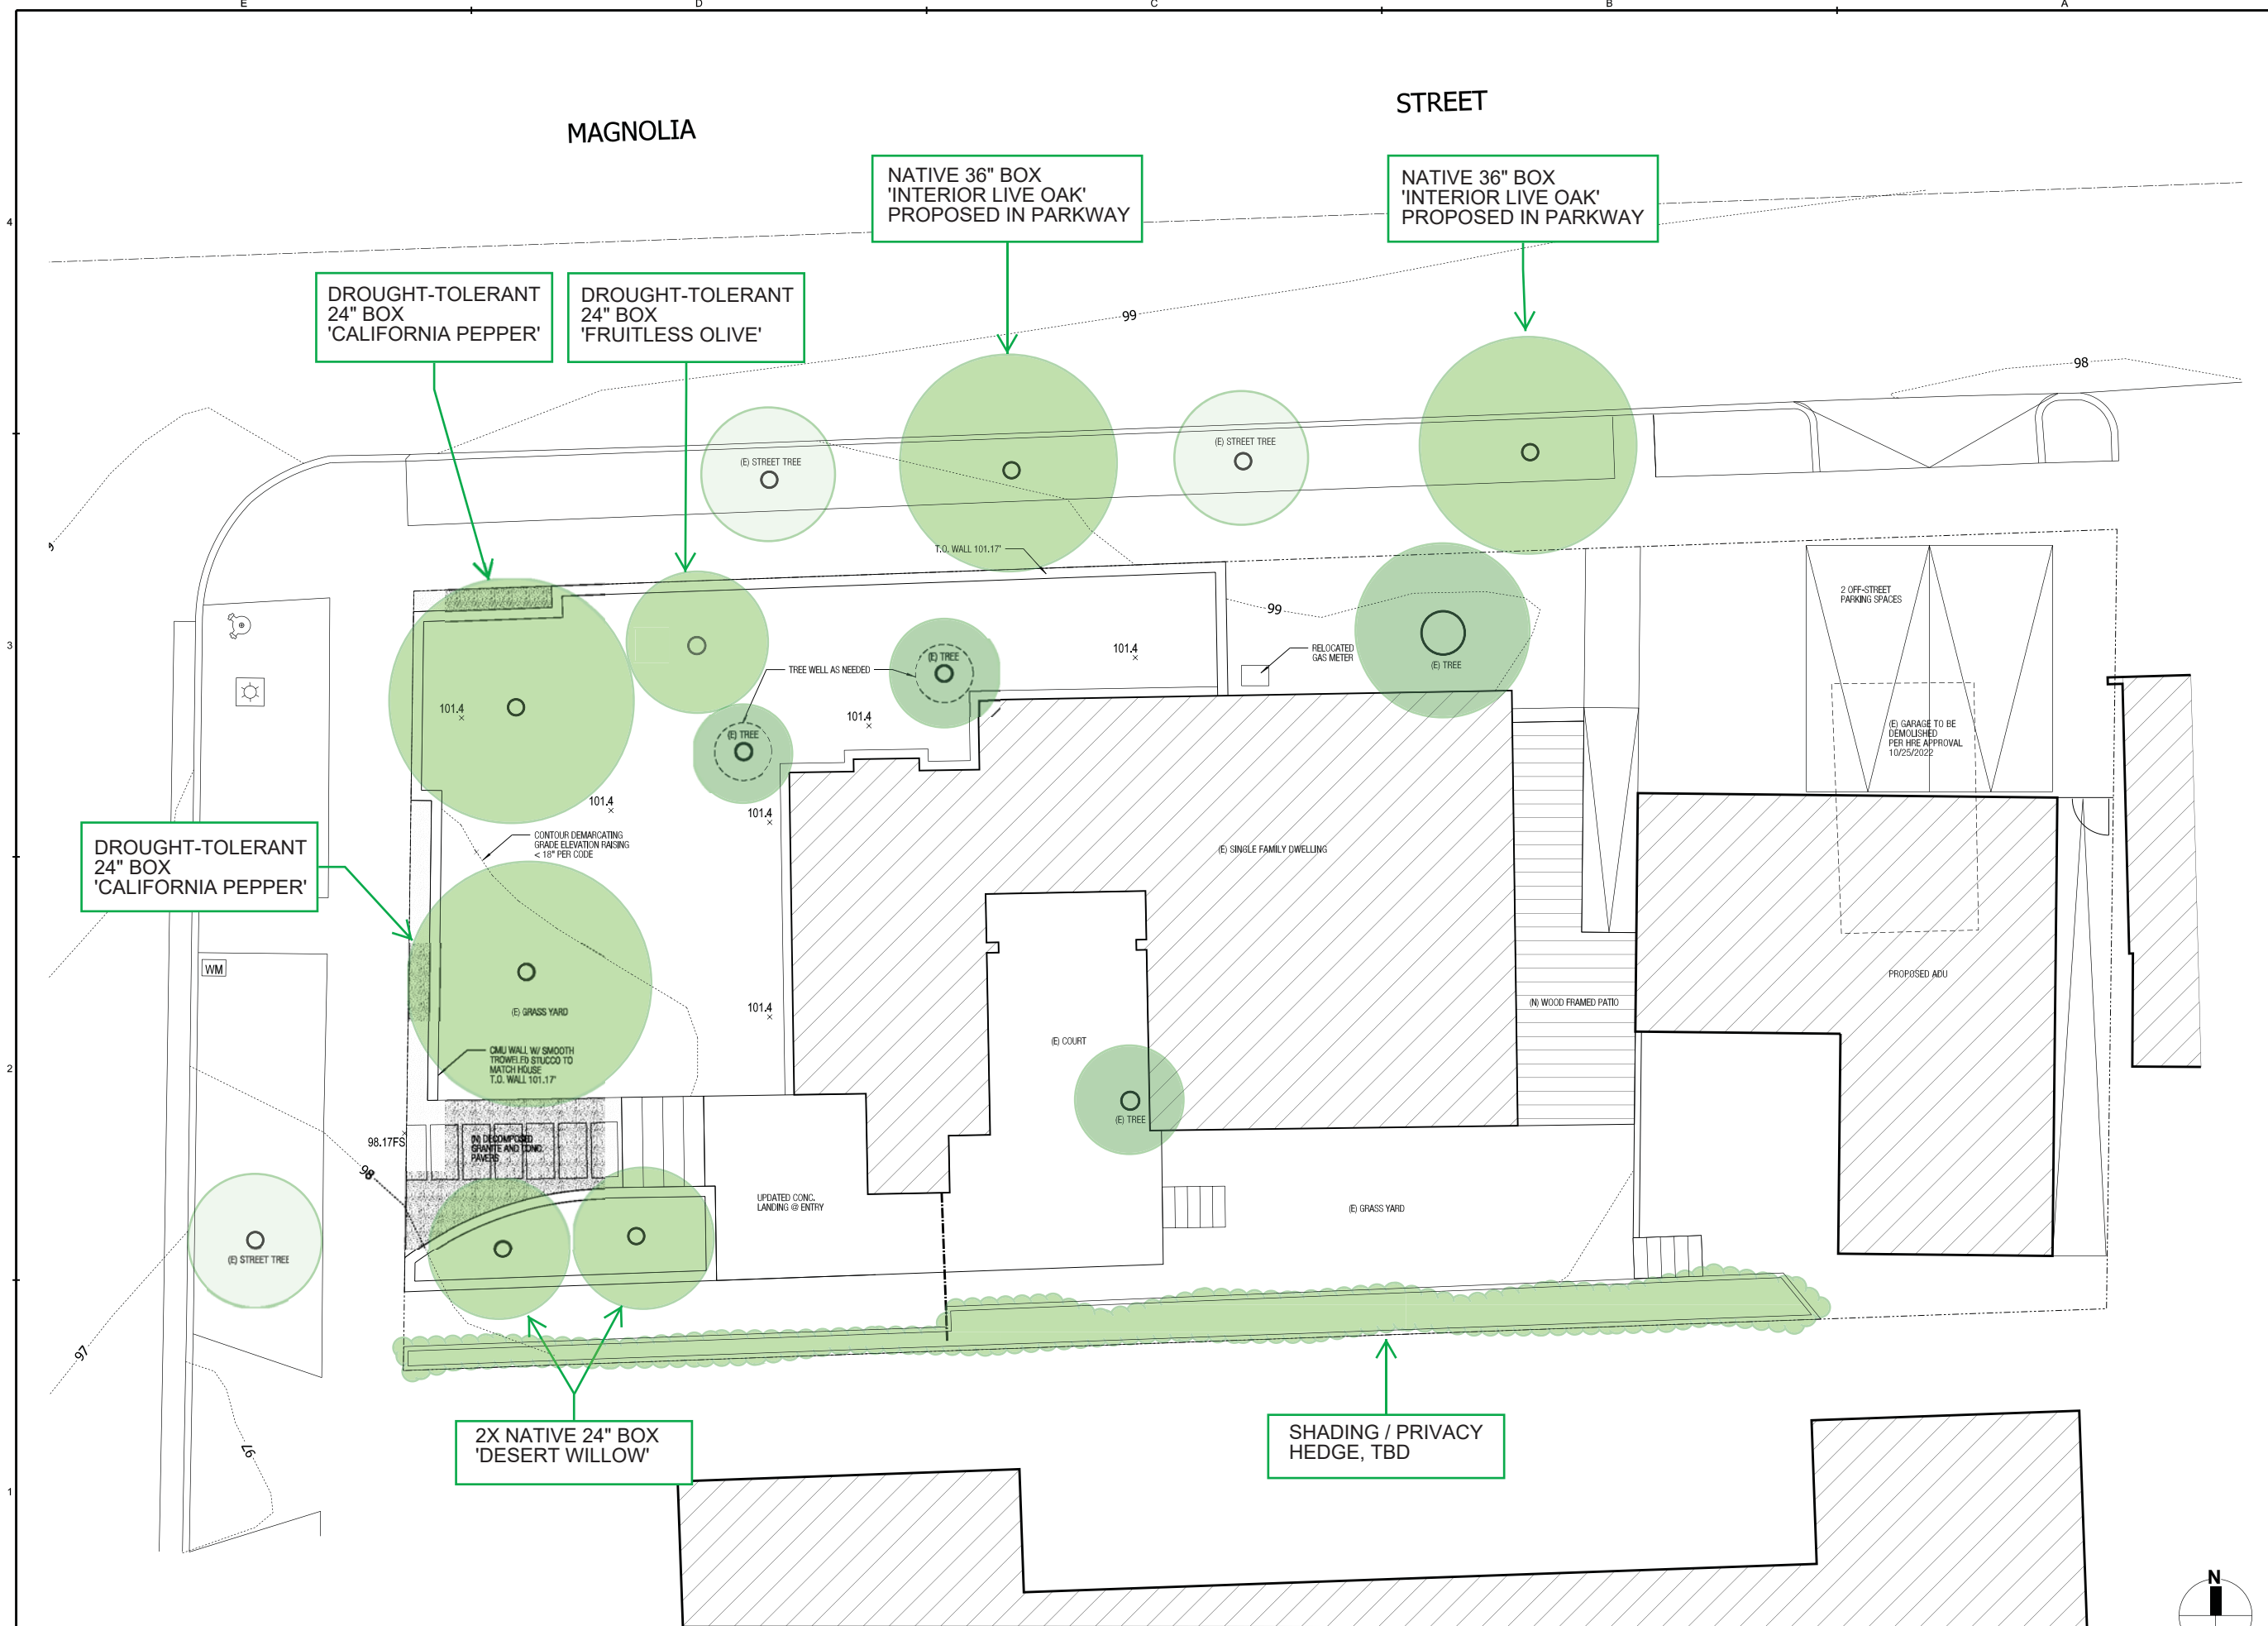 E
D
C
B
A
4
3
2
1
MAGNOLIA
STREET
NATIVE 36" BOX
'INTERIOR LIVE OAK'
PROPOSED IN PARKWAY
NATIVE 36" BOX
'INTERIOR LIVE OAK'
PROPOSED IN PARKWAY
DROUGHT-TOLERANT
24" BOX
'CALIFORNIA PEPPER'
DROUGHT-TOLERANT
24" BOX
'FRUITLESS OLIVE'
99
98
(E) STREET TREE
(E) STREET TREE
T.O. WALL 101.17'
99
2 OFF-STREET
PARKING SPACES
101.4
RELOCATED
GAS METER
(E) TREE
(E) TREE
TREE WELL AS NEEDED
101.4
101.4
(E) TREE
(E) GARAGE TO BE
DEMOLISHED
PER HRE APPROVAL
10/25/2022
101.4
101.4
CONTOUR DEMARCATING
GRADE ELEVATION RAISING
< 18" PER CODE
DROUGHT-TOLERANT
24" BOX
'CALIFORNIA PEPPER'
(E) SINGLE FAMILY DWELLING
WM
PROPOSED ADU
(N) WOOD FRAMED PATIO
101.4
(E) GRASS YARD
(E) COURT
CMU WALL W/ SMOOTH
TROWELED STUCCO TO
MATCH HOUSE
T.O. WALL 101.17'
(E) TREE
98.17FS
(N) DECOMPOSED
GRANITE AND CONC.
PAVERS
98
UPDATED CONC.
LANDING @ ENTRY
(E) GRASS YARD
(E) STREET TREE
97
97
2X NATIVE 24" BOX
'DESERT WILLOW'
SHADING / PRIVACY
HEDGE, TBD
N